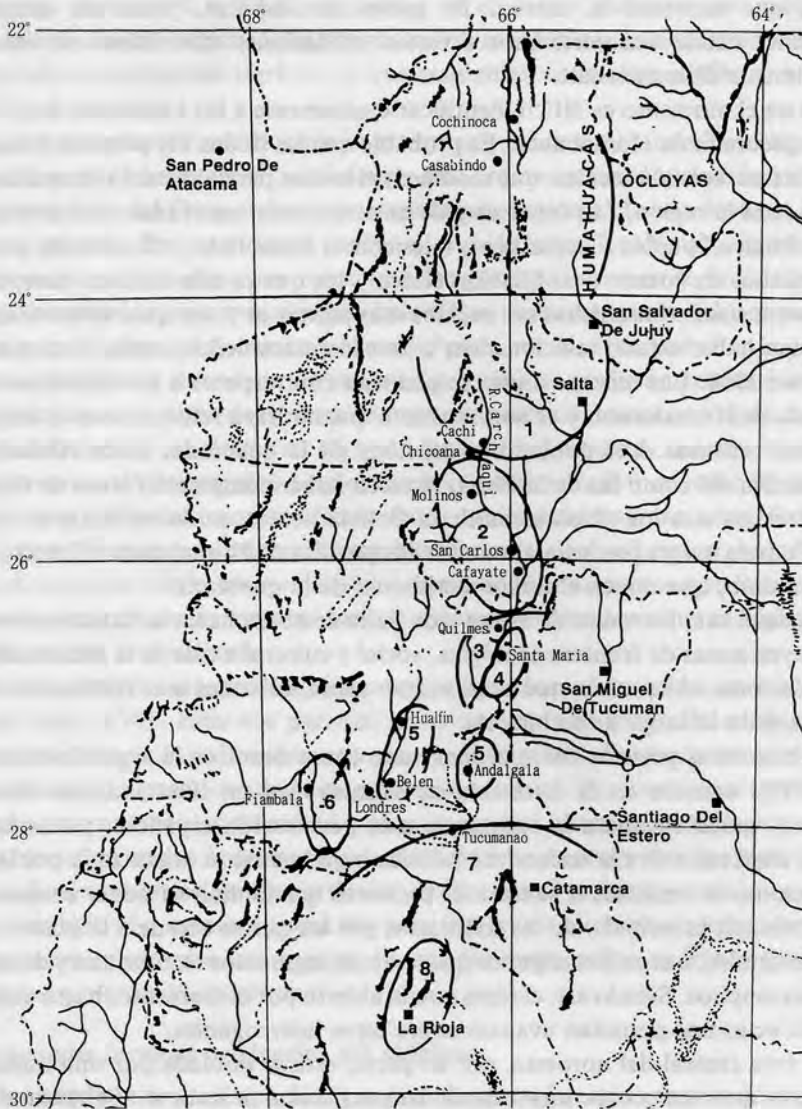 68° 66° 64°
22°
Cochinoca
Casabindo
San Pedro De
Atacama
HUMAHUACAS
OCLOYAS
24°
San Salvador
De Jujuy
Salta
R. Carchanqui
1
Cachi
Chicoana
Molinos
2
San Carlos
26°
Cafayate
Quilmes
3
Santa Maria
4
San Miguel
De Tucuman
Hualfín
5
5
Andalgala
Belen
Fiambala
6
Londres
Santiago Del
Estero
28°
Tucumanao
7
Catamarca
8
La Rioja
30°